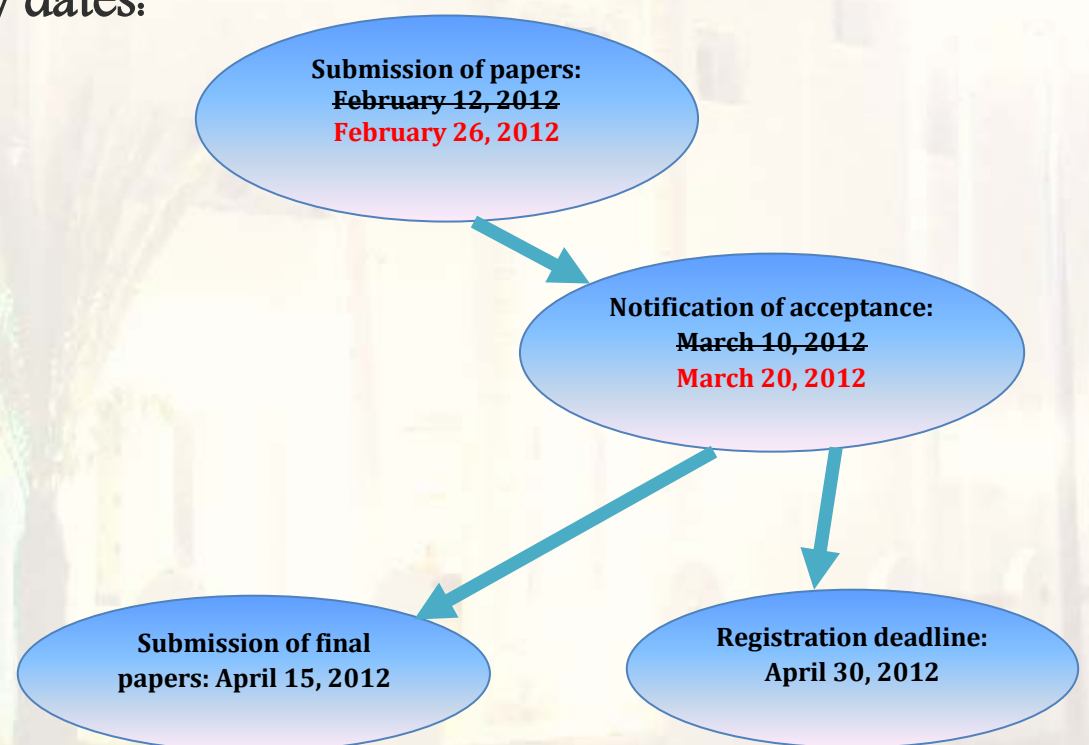 dates:
Submission of papers:
February 12, 2012
February 26, 2012
Notification of acceptance:
March 10, 2012
March 20, 2012
Submission of final
papers: April 15, 2012
Registration deadline:
April 30, 2012